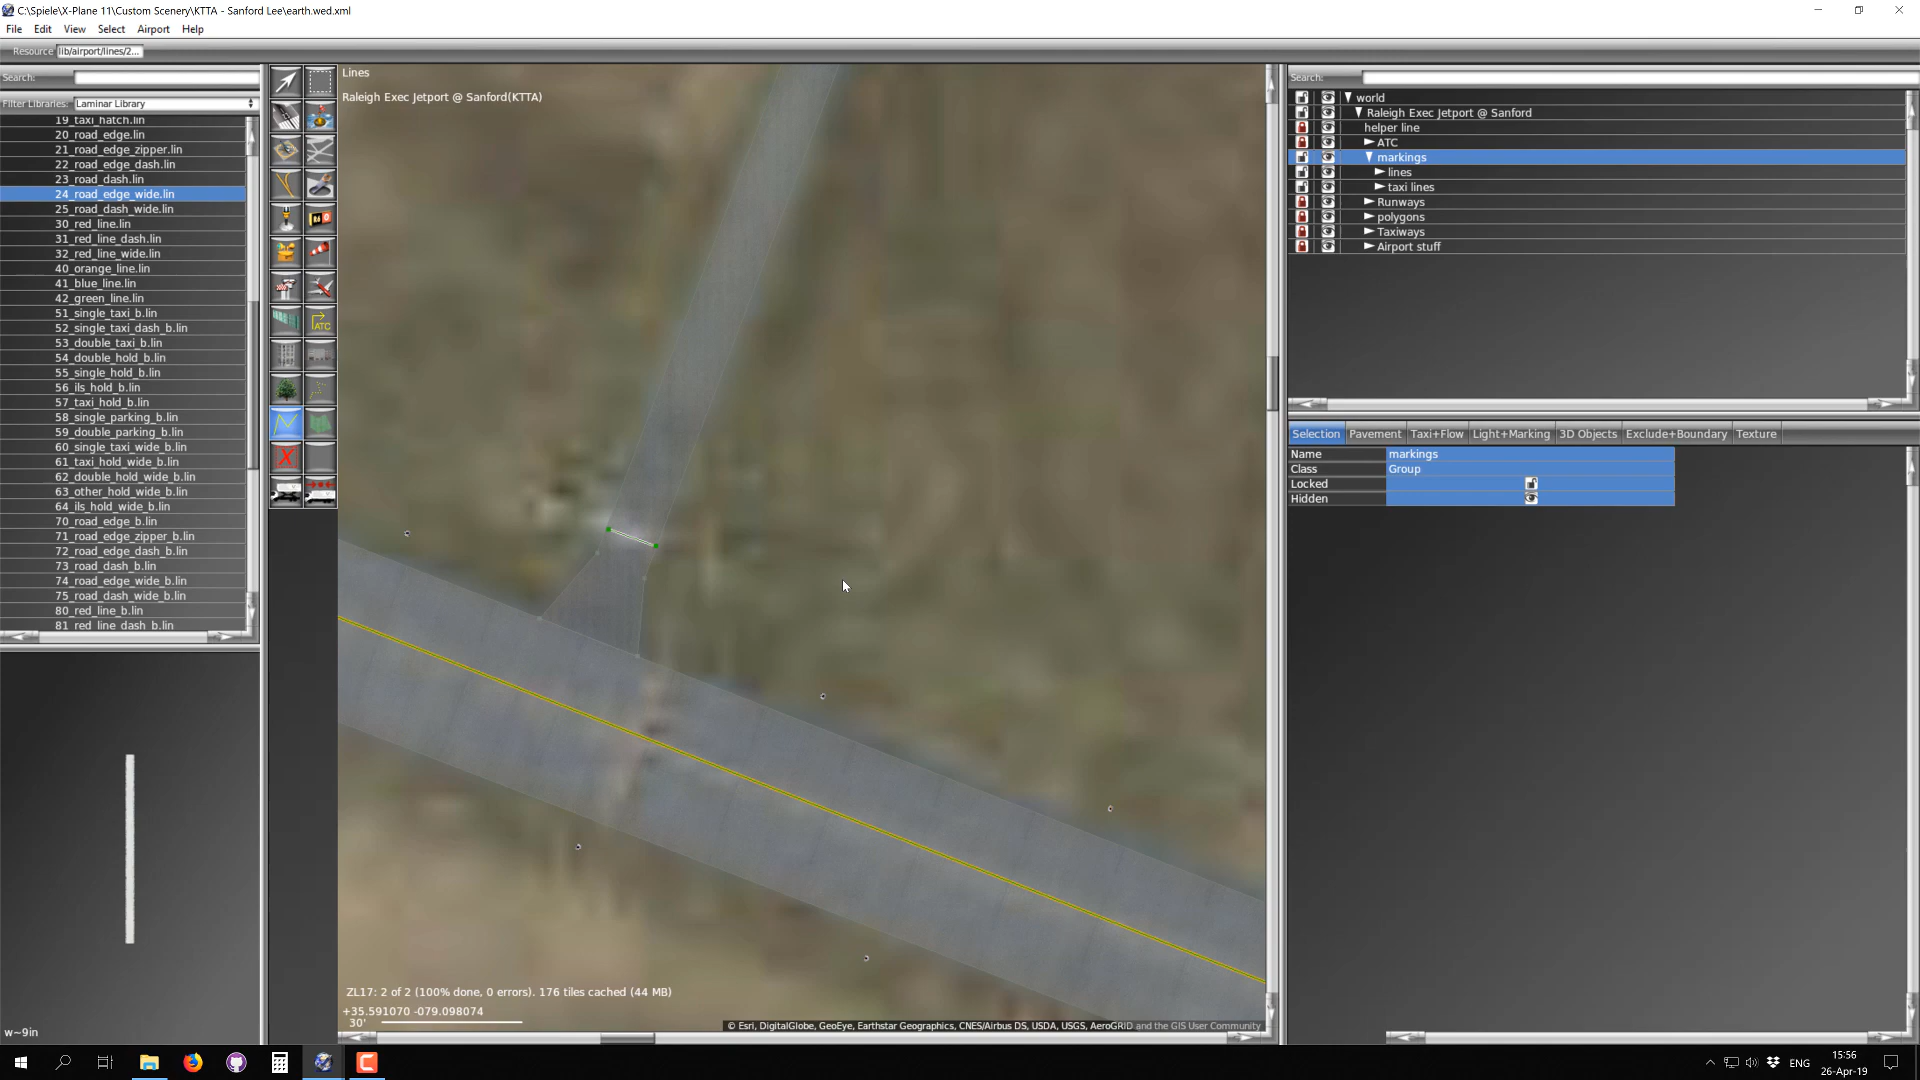 C:\Spiele\X-Plane 11\Custom Scenery\KTTA - Sanford Lee\earth.wed.xml
File Edit View Select Airport Help
Resource lib/airport/lines/2...
Search:
Filter Libraries: Laminar Library
19_taxi_hatch.lin
20_road_edge.lin
21_road_edge_zipper.lin
22_road_edge_dash.lin
23_road_dash.lin
24_road_edge_wide.lin
25_road_dash_wide.lin
30_red_line.lin
31_red_line_dash.lin
32_red_line_wide.lin
40_orange_line.lin
41_blue_line.lin
42_green_line.lin
51_single_taxi_b.lin
52_single_taxi_dash_b.lin
53_double_taxi_b.lin
54_double_hold_b.lin
55_single_hold_b.lin
56_ils_hold_b.lin
57_taxi_hold_b.lin
58_single_parking_b.lin
59_double_parking_b.lin
60_single_taxi_wide_b.lin
61_taxi_hold_wide_b.lin
62_double_hold_wide_b.lin
63_other_hold_wide_b.lin
64_ils_hold_wide_b.lin
70_road_edge_b.lin
71_road_edge_zipper_b.lin
72_road_edge_dash_b.lin
73_road_dash_b.lin
74_road_edge_wide_b.lin
75_road_dash_wide_b.lin
80_red_line_b.lin
81_red_line_dash_b.lin
w~9in
ATC
Lines
Raleigh Exec Jetport @ Sanford(KTTA)
ZL17: 2 of 2 (100% done, 0 errors). 176 tiles cached (44 MB)
+35.591070 -079.098074
30'
© Esri, DigitalGlobe, GeoEye, Earthstar Geographics, CNES/Airbus DS, USDA, USGS, AeroGRID and the GIS User Community
Search:
world
Raleigh Exec Jetport @ Sanford
helper line
ATC
markings
lines
taxi lines
Runways
polygons
Taxiways
Airport stuff
Selection Pavement Taxi+Flow Light+Marking 3D Objects Exclude+Boundary Texture
Name markings
Class Group
Locked
Hidden
ENG
15:56
26-Apr-19